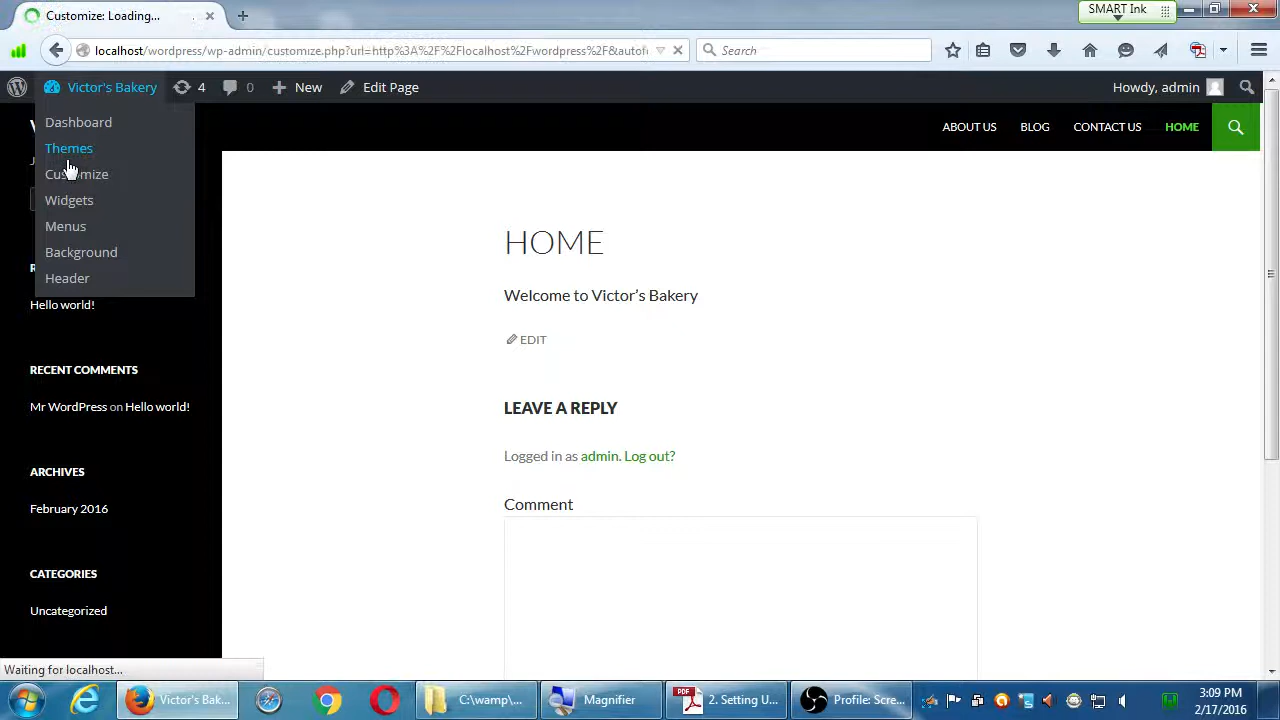 Customize: Loading...
SMART Ink
localhost/wordpress/wp-admin/customize.php?url=http%3A%2F%2Flocalhost%2Fwordpress%2F&autofo
Search
Victor's Bakery
4
0
New
Edit Page
Howdy, admin
Dashboard
Themes
Customize
Widgets
Menus
Background
Header
ABOUT US
BLOG
CONTACT US
HOME
Hello world!
RECENT COMMENTS
Mr WordPress on Hello world!
ARCHIVES
February 2016
CATEGORIES
Uncategorized
HOME
Welcome to Victor's Bakery
EDIT
LEAVE A REPLY
Logged in as admin. Log out?
Comment
Waiting for localhost...
Victor's Bak...
C:\wamp\...
Magnifier
PDF
2. Setting U...
Profile: Scre...
3:09 PM
2/17/2016